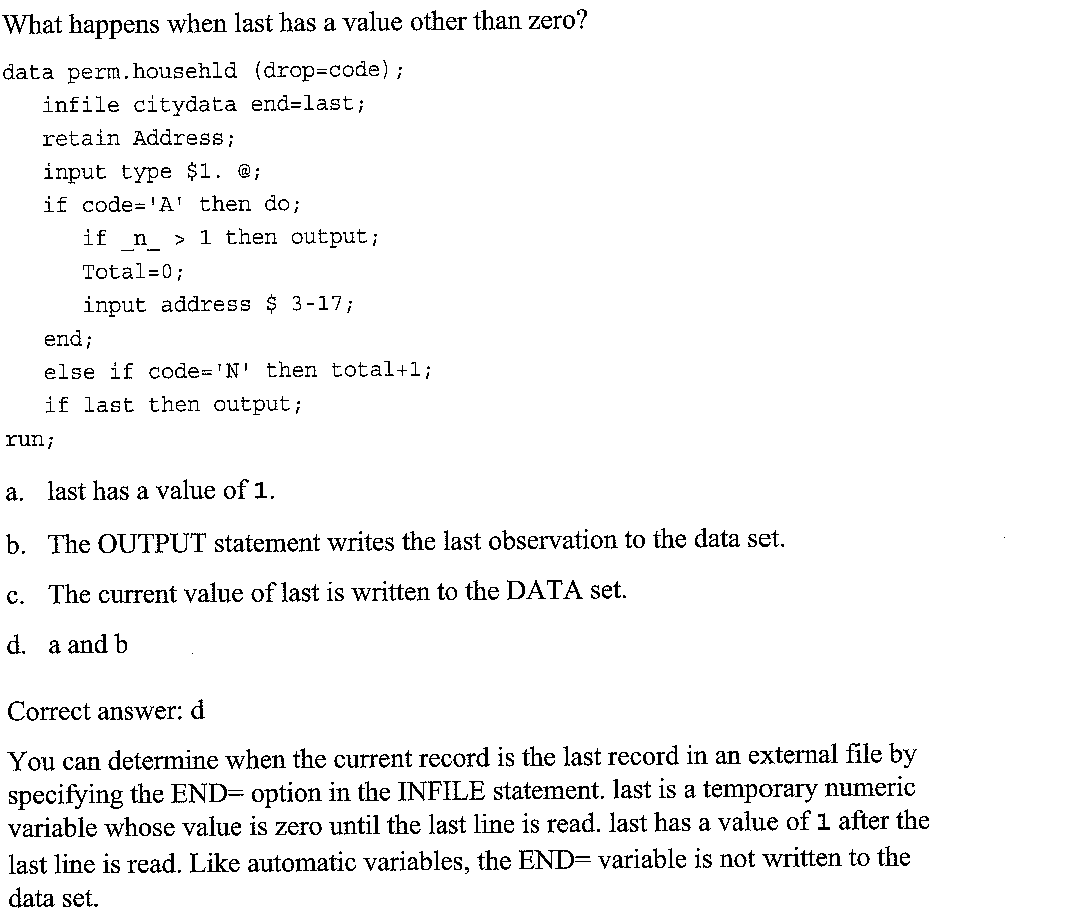 What happens when last has a value other than zero?
data perm.househld (drop=code);
infile citydata end=last;
retain Address;
input type $1. @;
if code='A' then do;
if _n_ > 1 then output;
Total=0;
input address $ 3-17;
end;
else if code='N' then total+1;
if last then output;
run;
a. last has a value of 1.
b. The OUTPUT statement writes the last observation to the data set.
c. The current value of last is written to the DATA set.
d. a and b
Correct answer: d
You can determine when the current record is the last record in an external file by
specifying the END= option in the INFILE statement. last is a temporary numeric
variable whose value is zero until the last line is read. last has a value of 1 after the
last line is read. Like automatic variables, the END= variable is not written to the
data set.